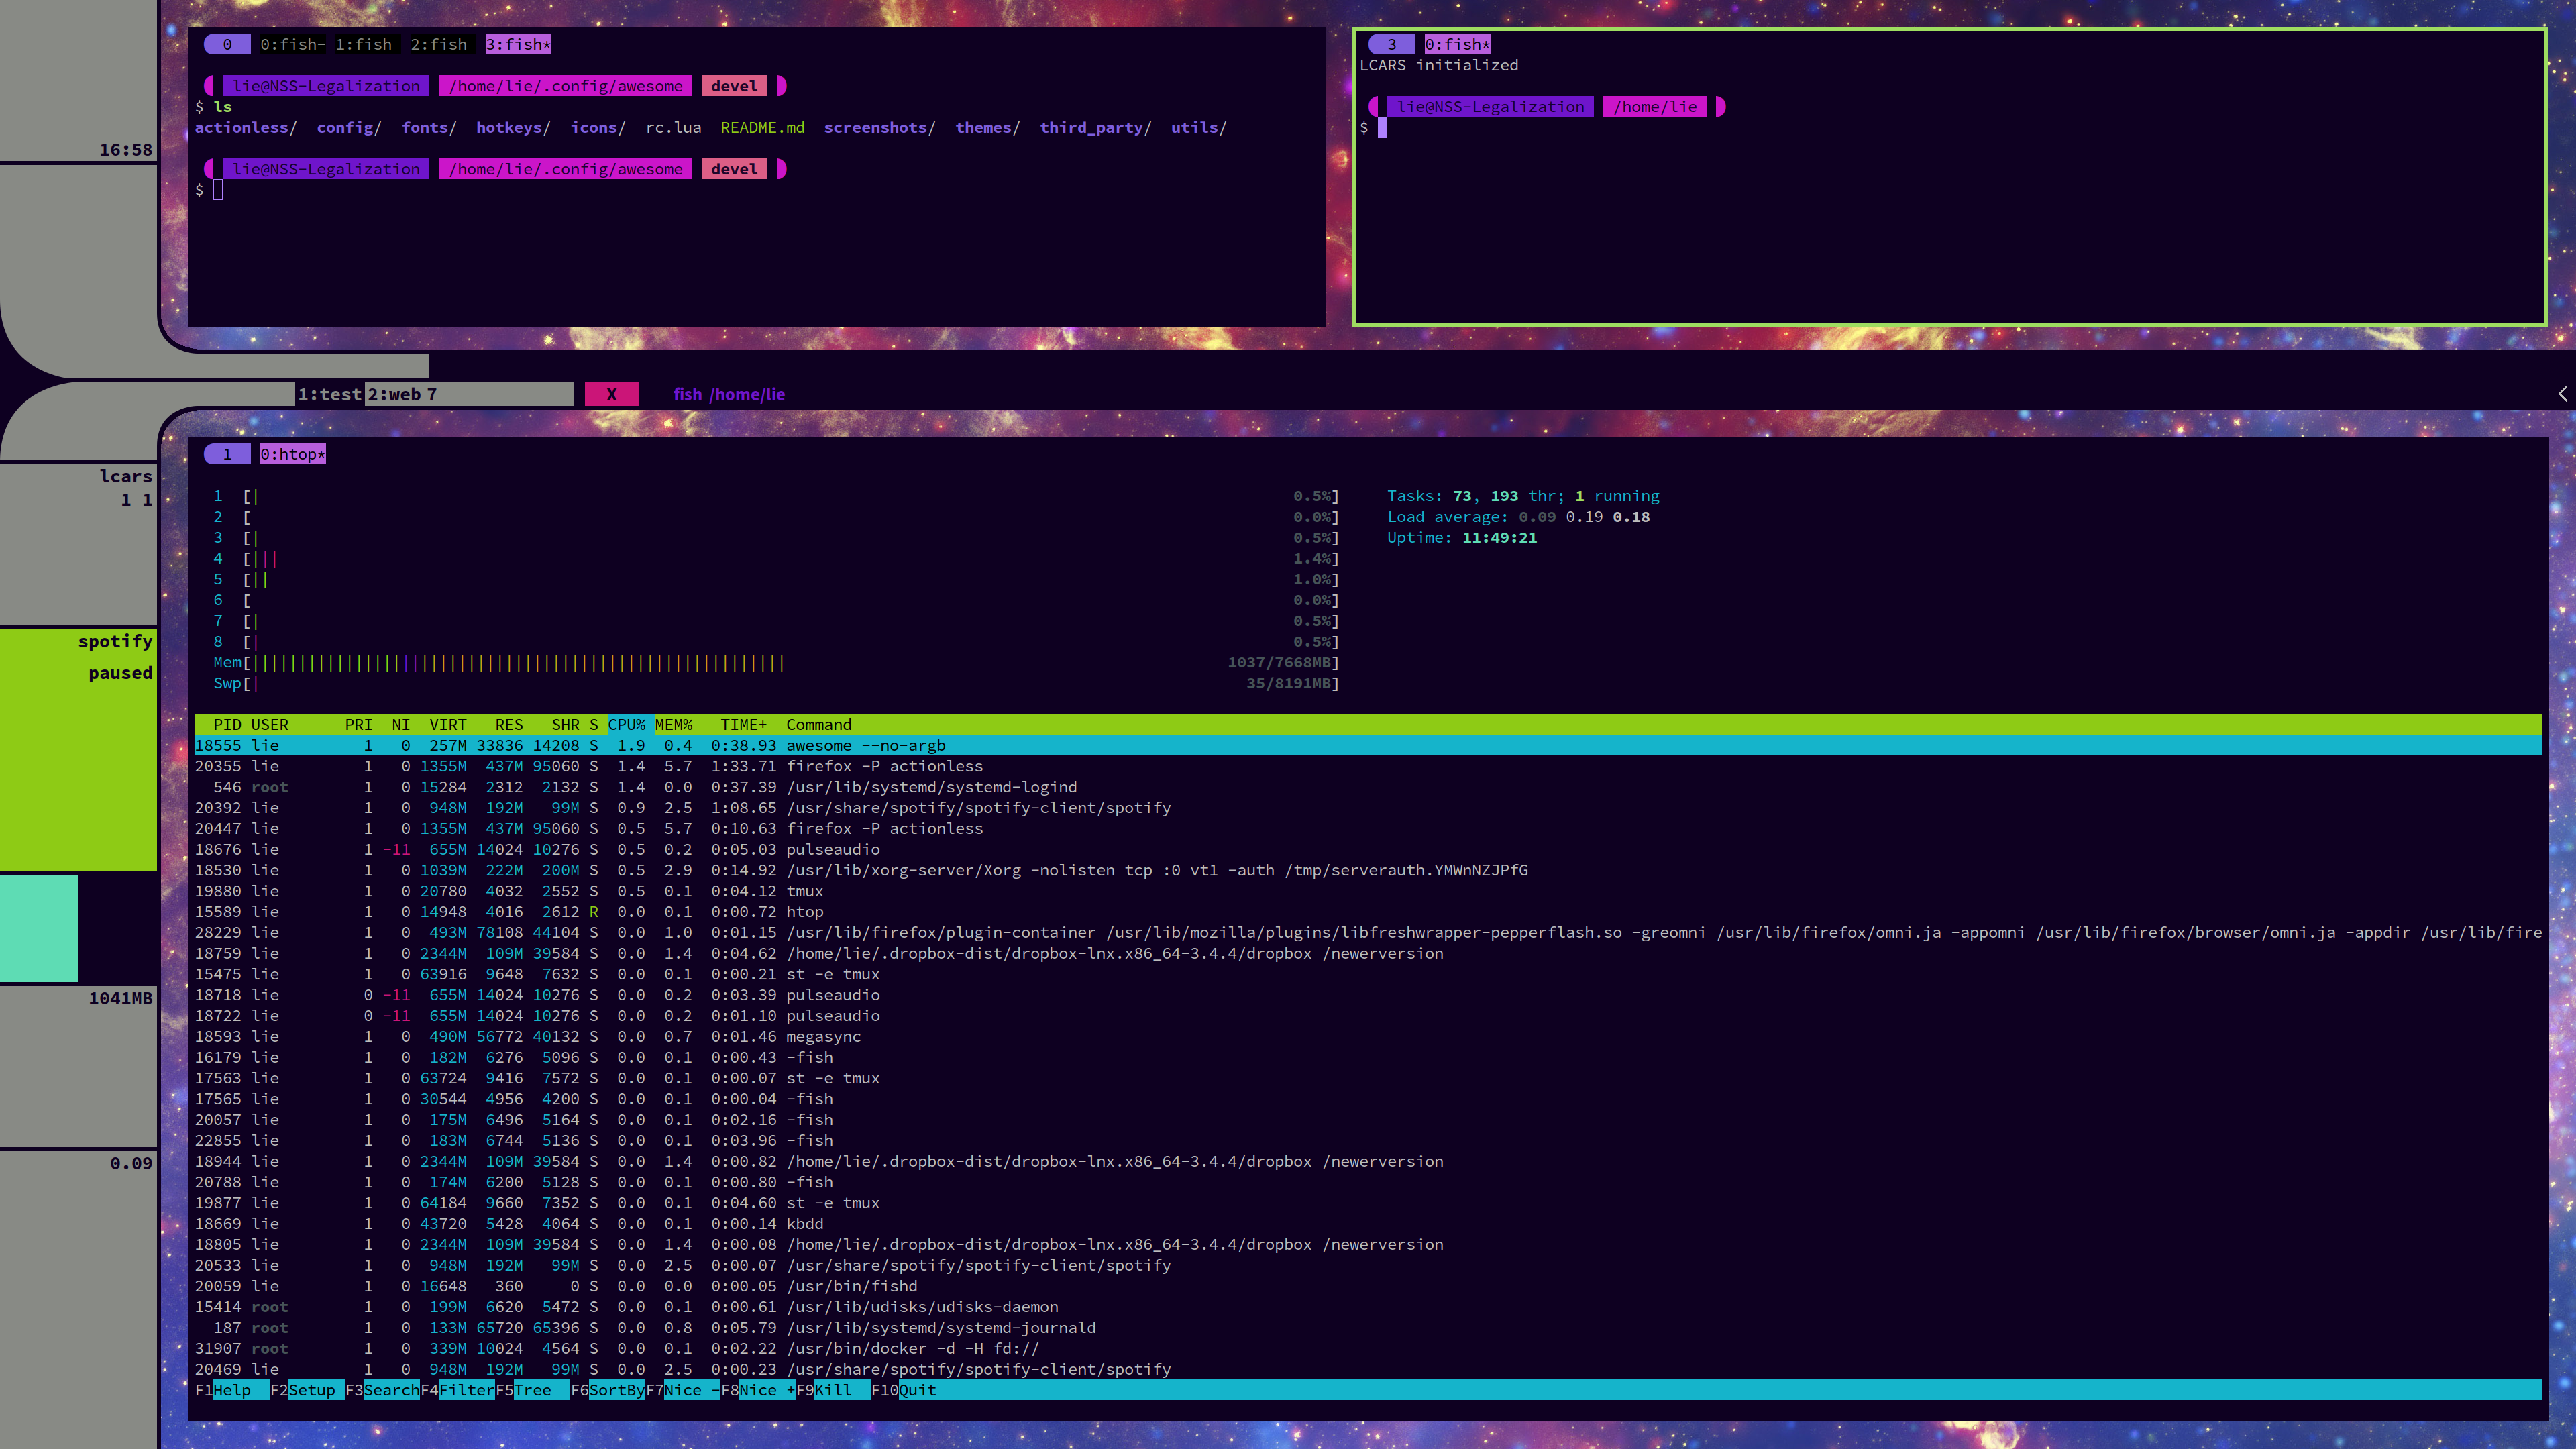 0 0:fish- 1:fish 2:fish 3:fish*
lie@NSS-Legalization /home/lie/.config/awesome devel
$ ls
actionless/ config/ fonts/ hotkeys/ icons/ rc.lua README.md screenshots/ themes/ third_party/ utils/
lie@NSS-Legalization /home/lie/.config/awesome devel
$
3 0:fish*
LCARS initialized
lie@NSS-Legalization /home/lie
$
16:58
1:test 2:web 7 X fish /home/lie <
lcars
1 1
spotify
paused
1041MB
0.09
1 0:htop*
1 [| 0.5%] Tasks: 73, 193 thr; 1 running
2 [ 0.0%] Load average: 0.09 0.19 0.18
3 [| 0.5%] Uptime: 11:49:21
4 [||| 1.4%]
5 [|| 1.0%]
6 [ 0.0%]
7 [| 0.5%]
8 [| 0.5%]
Mem[||||||||||||||||||||||||||||||||||||||||||||||||||||||||| 1037/7668MB]
Swp[| 35/8191MB]
PID USER PRI NI VIRT RES SHR S CPU% MEM% TIME+ Command
18555 lie 1 0 257M 33836 14208 S 1.9 0.4 0:38.93 awesome --no-argb
20355 lie 1 0 1355M 437M 95060 S 1.4 5.7 1:33.71 firefox -P actionless
546 root 1 0 15284 2312 2132 S 1.4 0.0 0:37.39 /usr/lib/systemd/systemd-logind
20392 lie 1 0 948M 192M 99M S 0.9 2.5 1:08.65 /usr/share/spotify/spotify-client/spotify
20447 lie 1 0 1355M 437M 95060 S 0.5 5.7 0:10.63 firefox -P actionless
18676 lie 1 -11 655M 14024 10276 S 0.5 0.2 0:05.03 pulseaudio
18530 lie 1 0 1039M 222M 200M S 0.5 2.9 0:14.92 /usr/lib/xorg-server/Xorg -nolisten tcp :0 vt1 -auth /tmp/serverauth.YMWnNZJPfG
19880 lie 1 0 20780 4032 2552 S 0.5 0.1 0:04.12 tmux
15589 lie 1 0 14948 4016 2612 R 0.0 0.1 0:00.72 htop
28229 lie 1 0 493M 78108 44104 S 0.0 1.0 0:01.15 /usr/lib/firefox/plugin-container /usr/lib/mozilla/plugins/libfreshwrapper-pepperflash.so -greomni /usr/lib/firefox/omni.ja -appomni /usr/lib/firefox/browser/omni.ja -appdir /usr/lib/fire
18759 lie 1 0 2344M 109M 39584 S 0.0 1.4 0:04.62 /home/lie/.dropbox-dist/dropbox-lnx.x86_64-3.4.4/dropbox /newerversion
15475 lie 1 0 63916 9648 7632 S 0.0 0.1 0:00.21 st -e tmux
18718 lie 0 -11 655M 14024 10276 S 0.0 0.2 0:03.39 pulseaudio
18722 lie 0 -11 655M 14024 10276 S 0.0 0.2 0:01.10 pulseaudio
18593 lie 1 0 490M 56772 40132 S 0.0 0.7 0:01.46 megasync
16179 lie 1 0 182M 6276 5096 S 0.0 0.1 0:00.43 -fish
17563 lie 1 0 63724 9416 7572 S 0.0 0.1 0:00.07 st -e tmux
17565 lie 1 0 30544 4956 4200 S 0.0 0.1 0:00.04 -fish
20057 lie 1 0 175M 6496 5164 S 0.0 0.1 0:02.16 -fish
22855 lie 1 0 183M 6744 5136 S 0.0 0.1 0:03.96 -fish
18944 lie 1 0 2344M 109M 39584 S 0.0 1.4 0:00.82 /home/lie/.dropbox-dist/dropbox-lnx.x86_64-3.4.4/dropbox /newerversion
20788 lie 1 0 174M 6200 5128 S 0.0 0.1 0:00.80 -fish
19877 lie 1 0 64184 9660 7352 S 0.0 0.1 0:04.60 st -e tmux
18669 lie 1 0 43720 5428 4064 S 0.0 0.1 0:00.14 kbdd
18805 lie 1 0 2344M 109M 39584 S 0.0 1.4 0:00.08 /home/lie/.dropbox-dist/dropbox-lnx.x86_64-3.4.4/dropbox /newerversion
20533 lie 1 0 948M 192M 99M S 0.0 2.5 0:00.07 /usr/share/spotify/spotify-client/spotify
20059 lie 1 0 16648 360 0 S 0.0 0.0 0:00.05 /usr/bin/fishd
15414 root 1 0 199M 6620 5472 S 0.0 0.1 0:00.61 /usr/lib/udisks/udisks-daemon
187 root 1 0 133M 65720 65396 S 0.0 0.8 0:05.79 /usr/lib/systemd/systemd-journald
31907 root 1 0 339M 10024 4564 S 0.0 0.1 0:02.22 /usr/bin/docker -d -H fd://
20469 lie 1 0 948M 192M 99M S 0.0 2.5 0:00.23 /usr/share/spotify/spotify-client/spotify
F1Help F2Setup F3SearchF4FilterF5Tree F6SortByF7Nice -F8Nice +F9Kill F10Quit